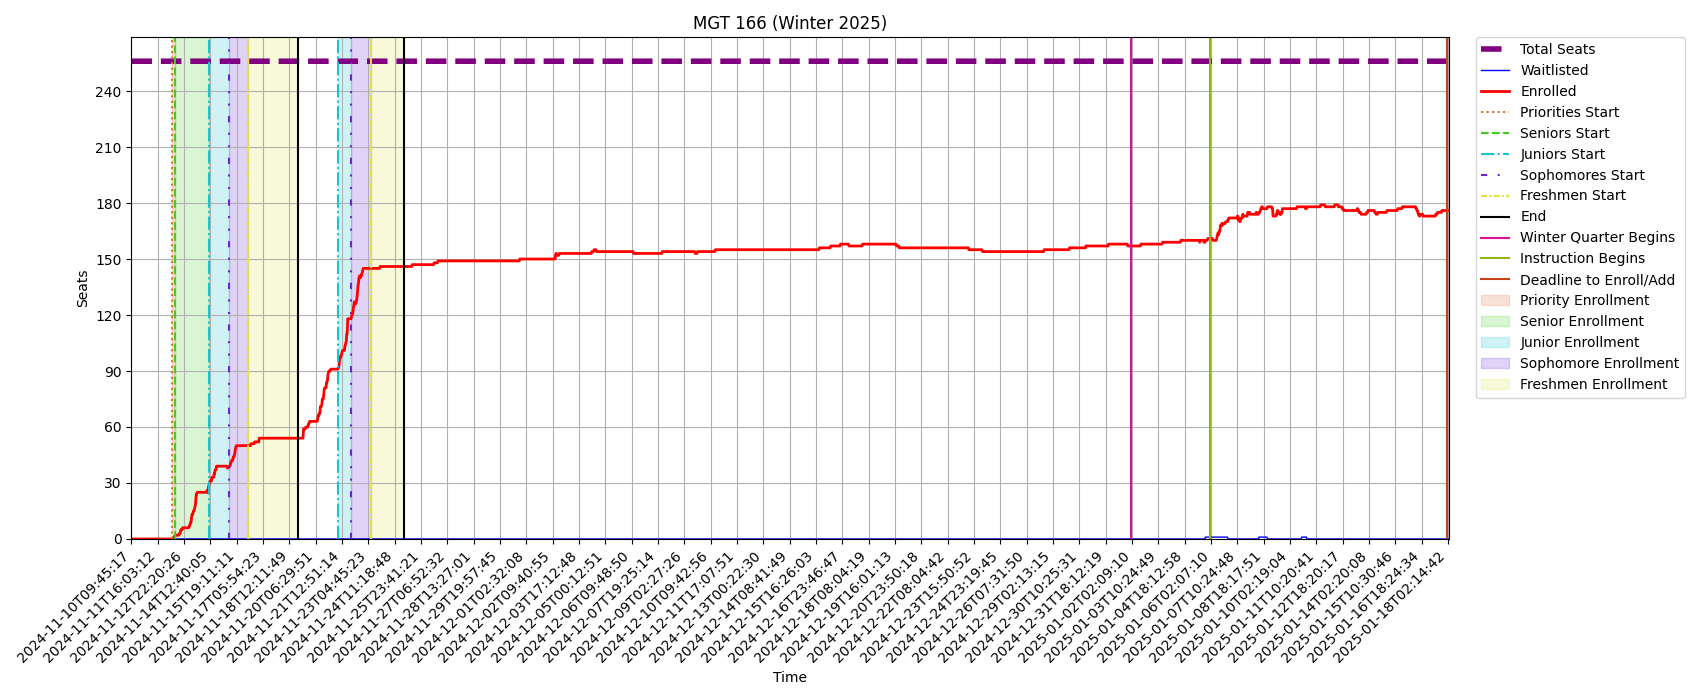 MGT 166 (Winter 2025)
Seats
240
210
180
150
120
90
60
30
0
2024-11-10T09:45:17
2024-11-11T16:03:12
2024-11-12T22:20:26
2024-11-14T12:40:05
2024-11-15T19:11:11
2024-11-17T05:54:23
2024-11-18T12:11:49
2024-11-20T06:29:51
2024-11-21T12:51:14
2024-11-23T04:45:23
2024-11-24T11:18:48
2024-11-25T23:41:21
2024-11-27T06:52:32
2024-11-28T13:27:01
2024-11-29T19:57:45
2024-12-01T02:32:08
2024-12-02T09:40:55
2024-12-03T17:12:48
2024-12-05T00:12:51
2024-12-06T09:48:50
2024-12-07T19:25:14
2024-12-09T02:27:26
2024-12-10T09:42:56
2024-12-11T17:07:51
2024-12-13T00:22:30
2024-12-14T08:41:49
2024-12-15T16:26:03
2024-12-16T23:46:47
2024-12-18T08:04:19
2024-12-19T16:01:13
2024-12-20T23:50:18
2024-12-22T08:04:42
2024-12-23T15:50:52
2024-12-24T23:19:45
2024-12-26T07:31:50
2024-12-29T02:13:15
2024-12-30T10:25:31
2024-12-31T18:12:19
2025-01-02T02:09:10
2025-01-03T10:24:49
2025-01-04T18:12:58
2025-01-06T02:07:10
2025-01-07T10:24:48
2025-01-08T18:17:51
2025-01-10T02:19:04
2025-01-11T10:20:41
2025-01-12T18:20:17
2025-01-14T02:20:08
2025-01-15T10:30:46
2025-01-16T18:24:34
2025-01-18T02:14:42
Time
Total Seats
Waitlisted
Enrolled
Priorities Start
Seniors Start
Juniors Start
Sophomores Start
Freshmen Start
End
Winter Quarter Begins
Instruction Begins
Deadline to Enroll/Add
Priority Enrollment
Senior Enrollment
Junior Enrollment
Sophomore Enrollment
Freshmen Enrollment